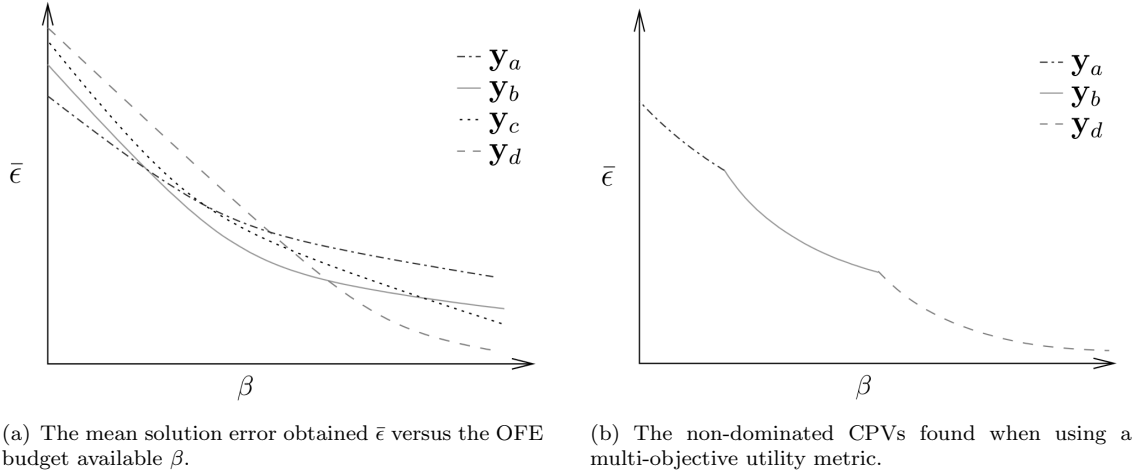 y_a
y_b
y_c
y_d
ϵ̄
β
y_a
y_b
y_d
ϵ̄
β
(a) The mean solution error obtained ϵ̄ versus the OFE
budget available β.
(b) The non-dominated CPVs found when using a
multi-objective utility metric.